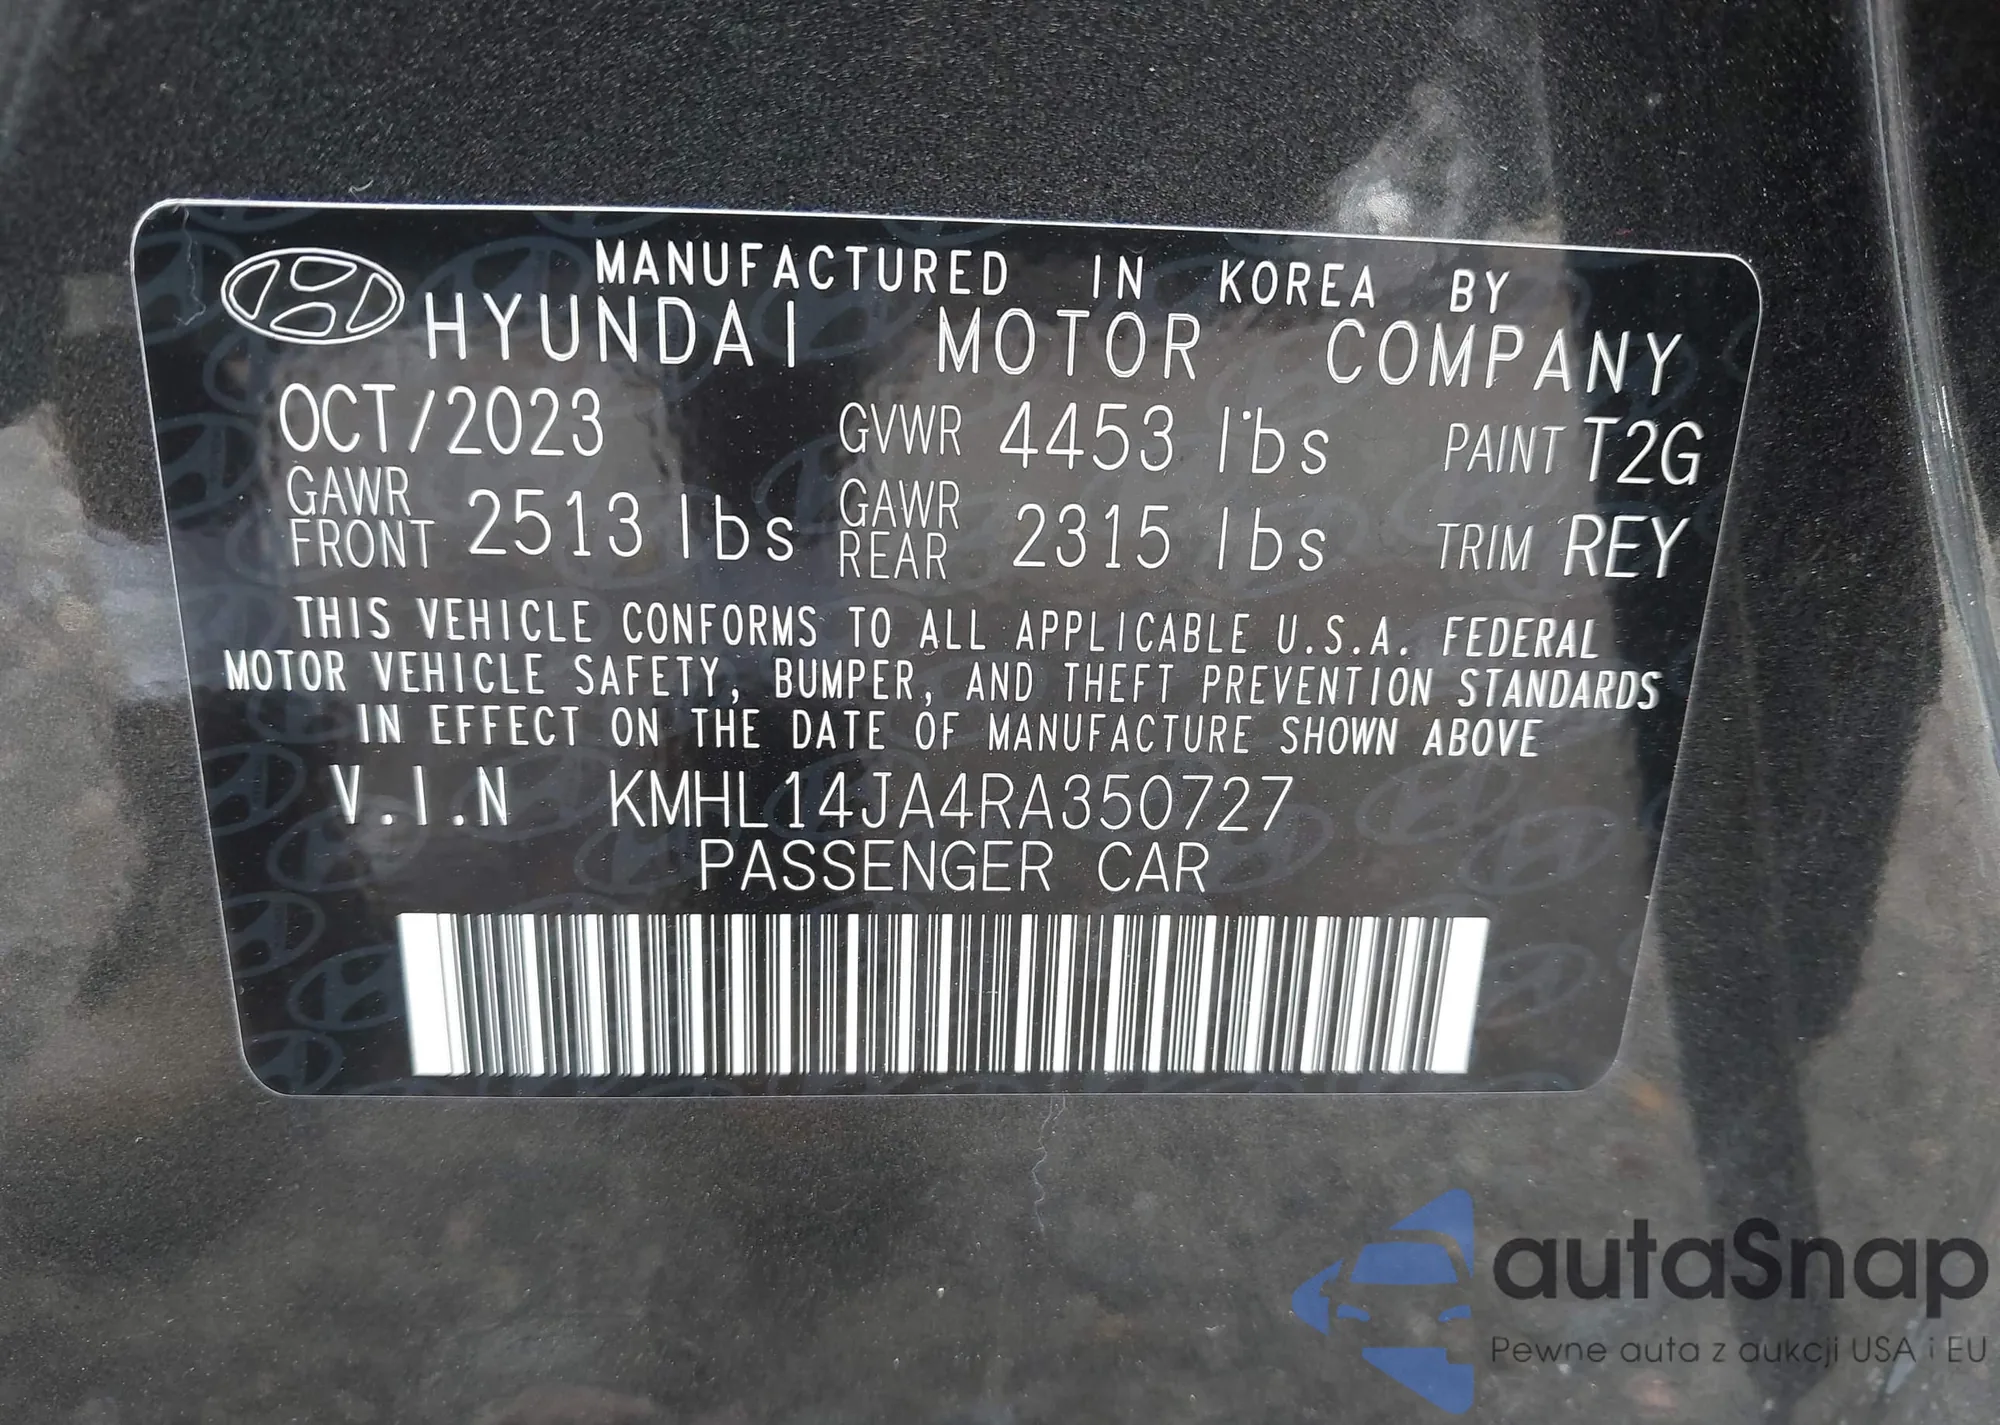 MANUFACTURED IN KOREA BY
HYUNDAI MOTOR COMPANY
OCT/2023 GVWR 4453 lbs PAINT T2G
GAWR FRONT 2513 lbs GAWR REAR 2315 lbs TRIM REY
THIS VEHICLE CONFORMS TO ALL APPLICABLE U.S.A. FEDERAL
MOTOR VEHICLE SAFETY, BUMPER, AND THEFT PREVENTION STANDARDS
IN EFFECT ON THE DATE OF MANUFACTURE SHOWN ABOVE
V.I.N KMHL14JA4RA350727
PASSENGER CAR
autaSnap
Pewne auta z aukcji USA i EU